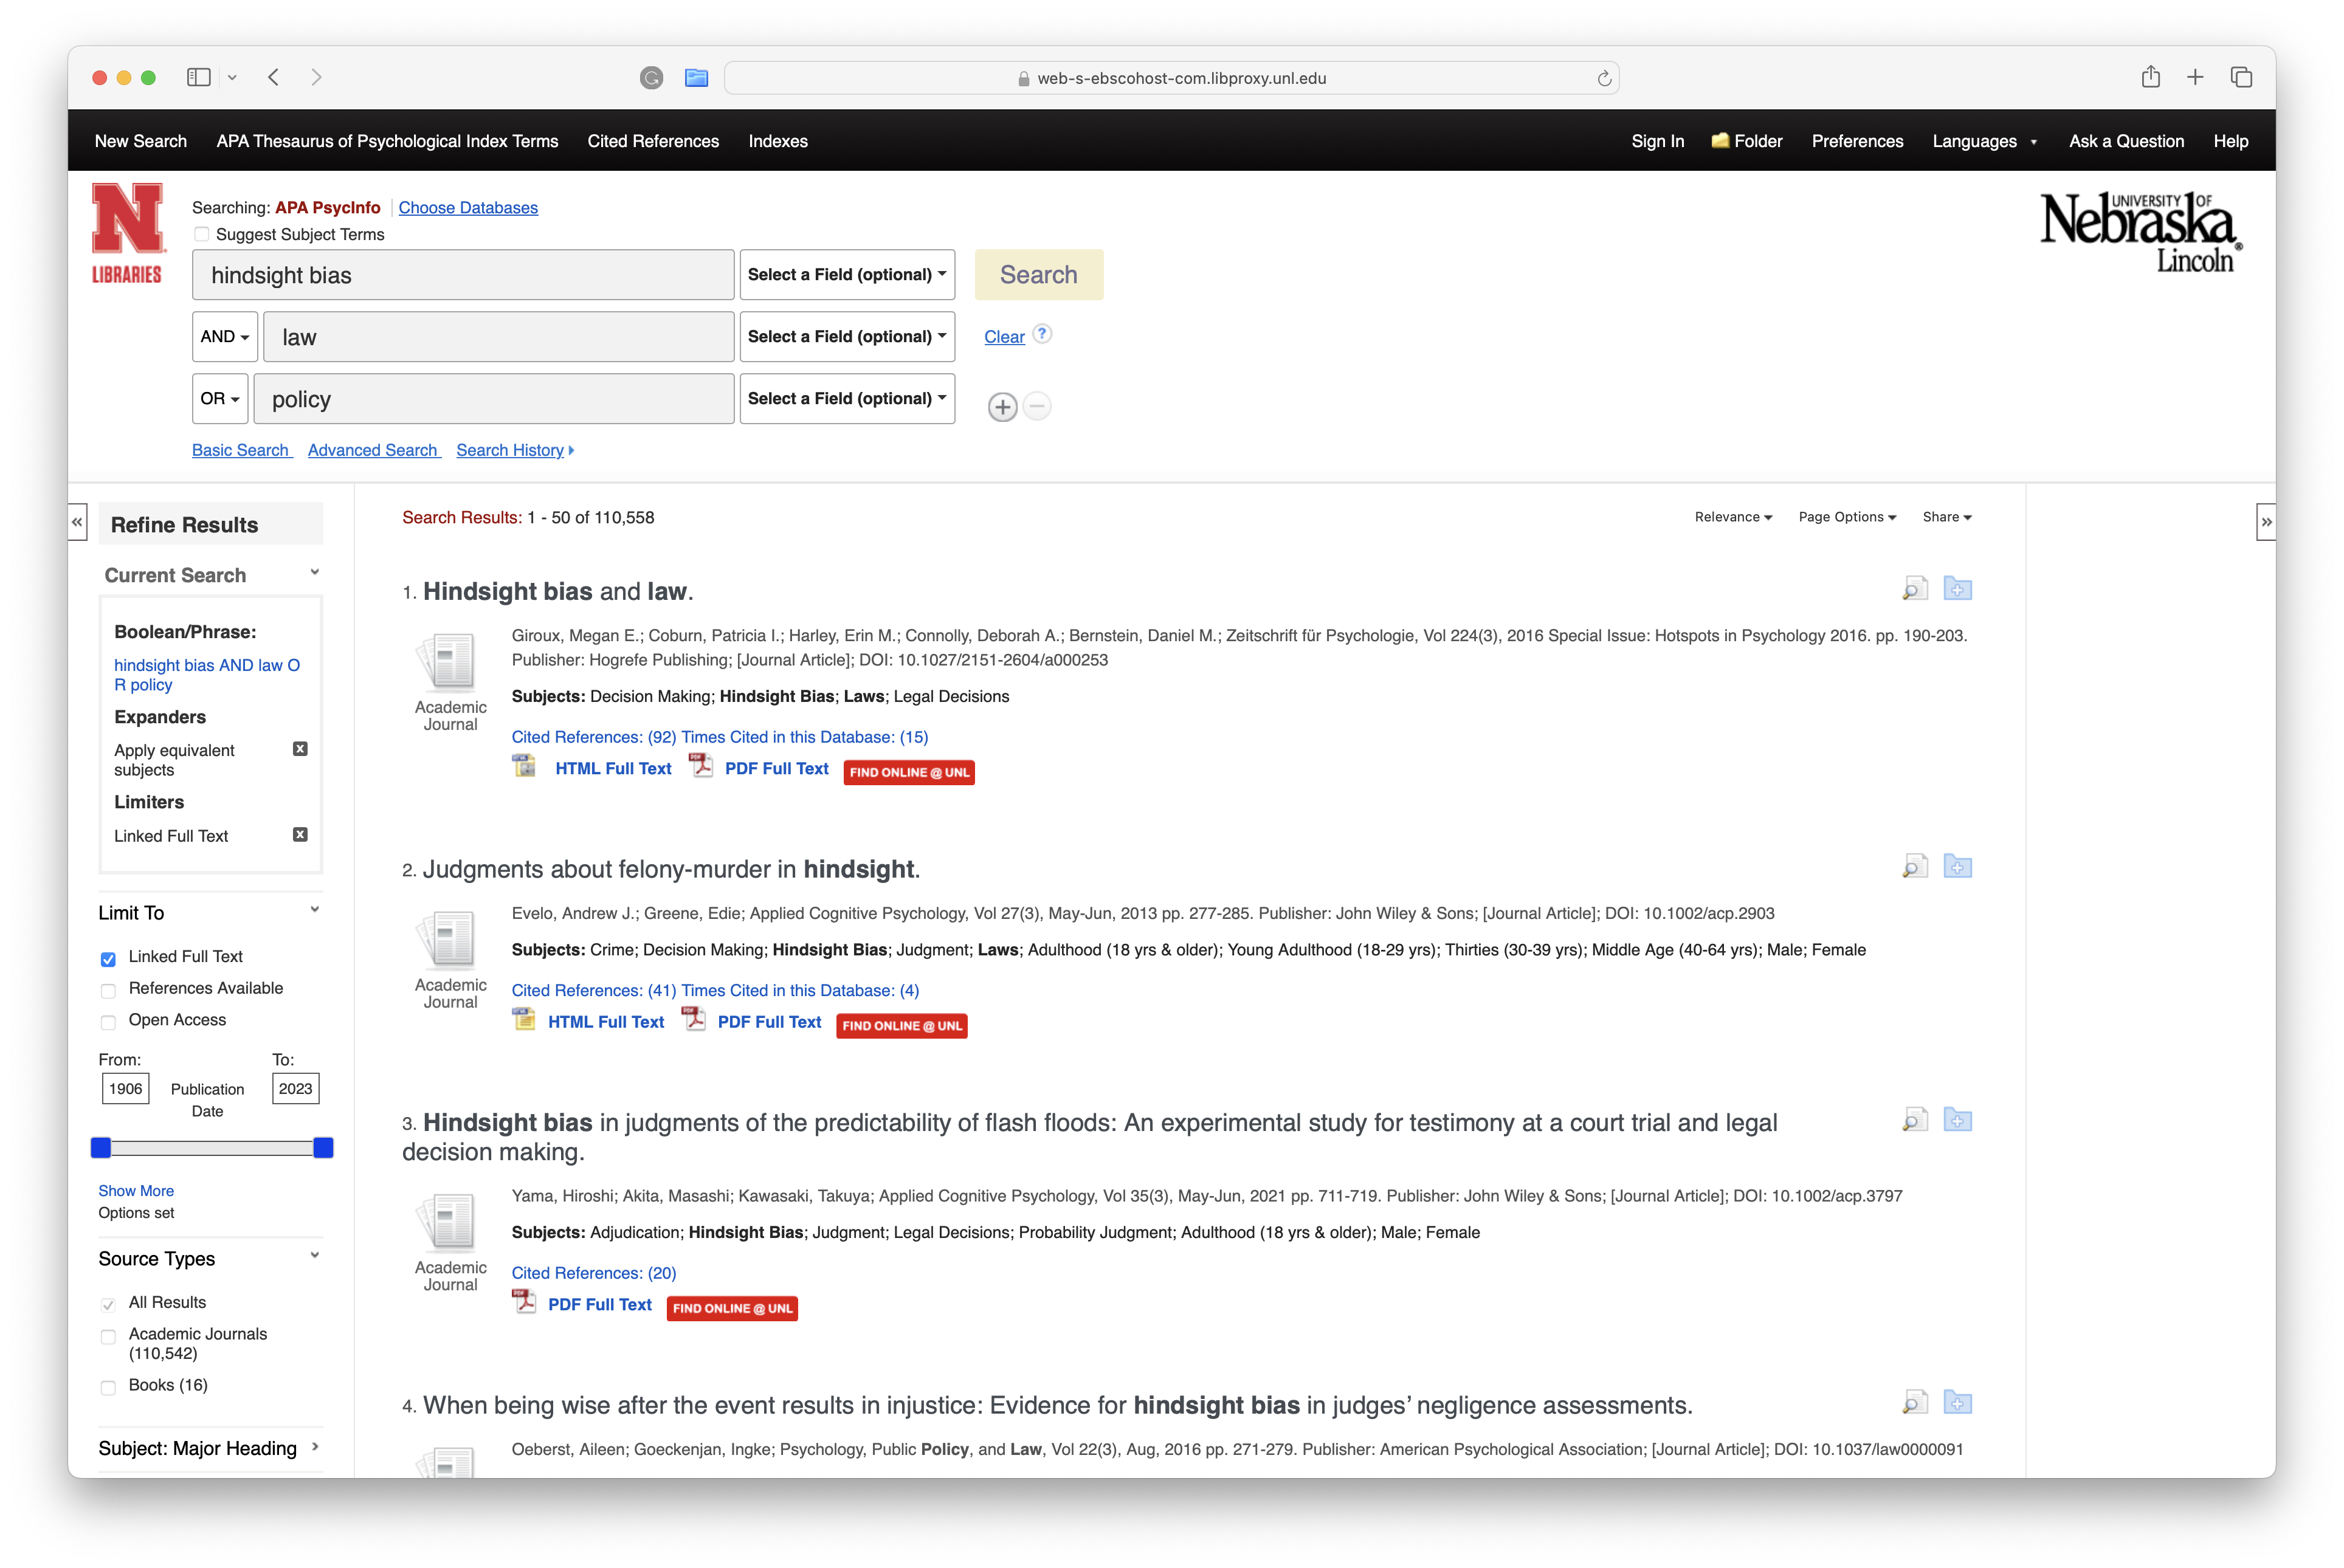 web-s-ebscohost-com.libproxy.unl.edu
New Search APA Thesaurus of Psychological Index Terms Cited References Indexes Sign In Folder Preferences Languages Ask a Question Help
N
LIBRARIES
UNIVERSITY OF
Nebraska®
Lincoln
Searching: APA PsycInfo Choose Databases
Suggest Subject Terms
hindsight bias Select a Field (optional) Search
AND law Select a Field (optional) Clear ?
OR policy Select a Field (optional)
Basic Search Advanced Search Search History
Refine Results
Current Search
Boolean/Phrase:
hindsight bias AND law O
R policy
Expanders
Apply equivalent
subjects
Limiters
Linked Full Text
Limit To
Linked Full Text
References Available
Open Access
From: To:
1906 Publication 2023
Date
Show More
Options set
Source Types
All Results
Academic Journals
(110,542)
Books (16)
Subject: Major Heading
Search Results: 1 - 50 of 110,558 Relevance Page Options Share
1. Hindsight bias and law.
Giroux, Megan E.; Coburn, Patricia I.; Harley, Erin M.; Connolly, Deborah A.; Bernstein, Daniel M.; Zeitschrift für Psychologie, Vol 224(3), 2016 Special Issue: Hotspots in Psychology 2016. pp. 190-203.
Publisher: Hogrefe Publishing; [Journal Article]; DOI: 10.1027/2151-2604/a000253
Subjects: Decision Making; Hindsight Bias; Laws; Legal Decisions
Academic
Journal
Cited References: (92) Times Cited in this Database: (15)
HTML Full Text PDF Full Text FIND ONLINE @ UNL
2. Judgments about felony-murder in hindsight.
Evelo, Andrew J.; Greene, Edie; Applied Cognitive Psychology, Vol 27(3), May-Jun, 2013 pp. 277-285. Publisher: John Wiley & Sons; [Journal Article]; DOI: 10.1002/acp.2903
Subjects: Crime; Decision Making; Hindsight Bias; Judgment; Laws; Adulthood (18 yrs & older); Young Adulthood (18-29 yrs); Thirties (30-39 yrs); Middle Age (40-64 yrs); Male; Female
Academic
Journal
Cited References: (41) Times Cited in this Database: (4)
HTML Full Text PDF Full Text FIND ONLINE @ UNL
3. Hindsight bias in judgments of the predictability of flash floods: An experimental study for testimony at a court trial and legal
decision making.
Yama, Hiroshi; Akita, Masashi; Kawasaki, Takuya; Applied Cognitive Psychology, Vol 35(3), May-Jun, 2021 pp. 711-719. Publisher: John Wiley & Sons; [Journal Article]; DOI: 10.1002/acp.3797
Subjects: Adjudication; Hindsight Bias; Judgment; Legal Decisions; Probability Judgment; Adulthood (18 yrs & older); Male; Female
Academic
Journal
Cited References: (20)
PDF Full Text FIND ONLINE @ UNL
4. When being wise after the event results in injustice: Evidence for hindsight bias in judges’ negligence assessments.
Oeberst, Aileen; Goeckenjan, Ingke; Psychology, Public Policy, and Law, Vol 22(3), Aug, 2016 pp. 271-279. Publisher: American Psychological Association; [Journal Article]; DOI: 10.1037/law0000091